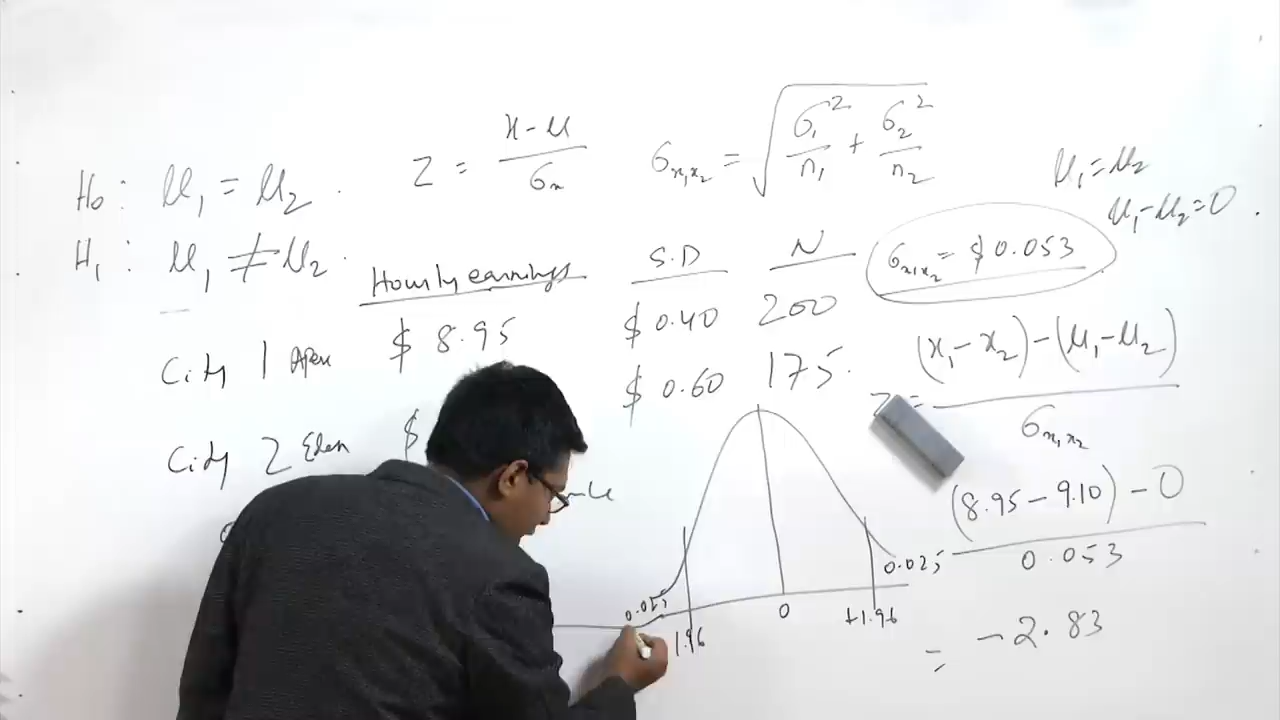 H₀ : μ₁ = μ₂ .
H₁ : μ₁ ≠ μ₂ .
Z = (x - μ) / σₓ
σₓ₁ₓ₂ = √(σ₁²/n₁ + σ₂²/n₂)
μ₁ = μ₂
μ₁ - μ₂ = 0 .
Hourly earnings S.D N
City 1 Apex $ 8.95 $ 0.40 200
City 2 Eden $ $ 0.60 175.
σₓ₁ₓ₂ = $ 0.053
Z = ((x₁ - x₂) - (μ₁ - μ₂)) / σₓ₁ₓ₂
((8.95 - 9.10) - 0) / 0.053
= -2.83
0.025 0.025
1.96 0 +1.96